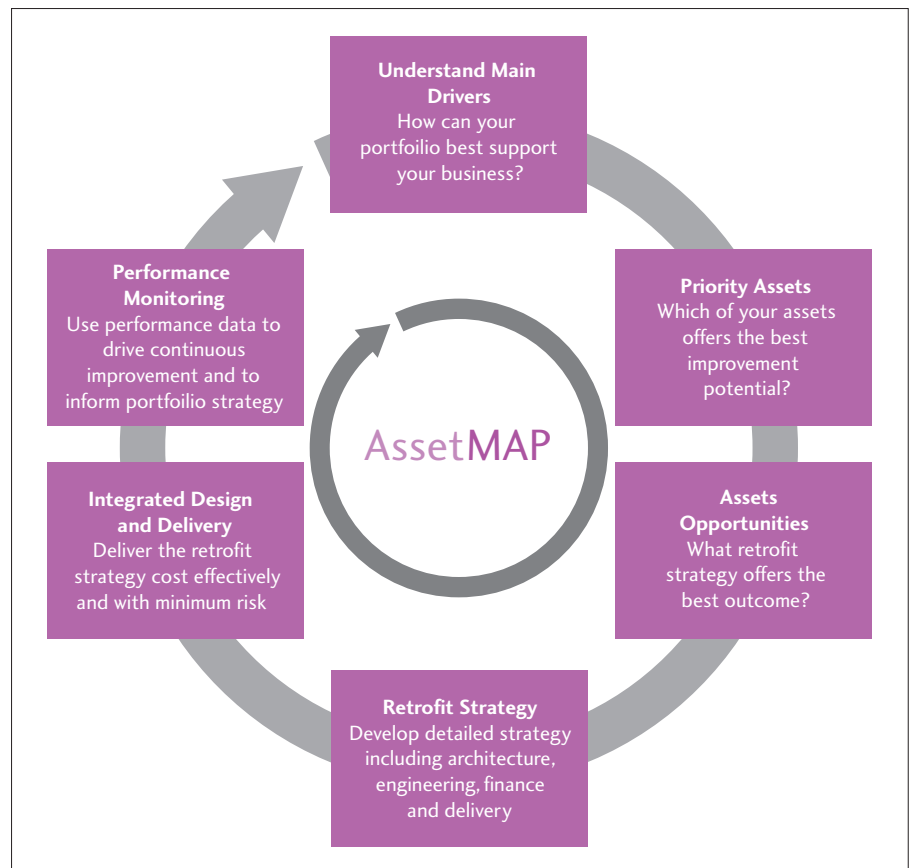 Understand Main
Drivers
How can your
portfoilio best support
your business?
Priority Assets
Which of your assets
offers the best
improvement
potential?
Assets
Opportunities
What retrofit
strategy offers the
best outcome?
Retrofit Strategy
Develop detailed strategy
including architecture,
engineering, finance
and delivery
Integrated Design
and Delivery
Deliver the retrofit
strategy cost effectively
and with minimum risk
Performance
Monitoring
Use performance data to
drive continuous
improvement and to
inform portfoilio strategy
AssetMAP